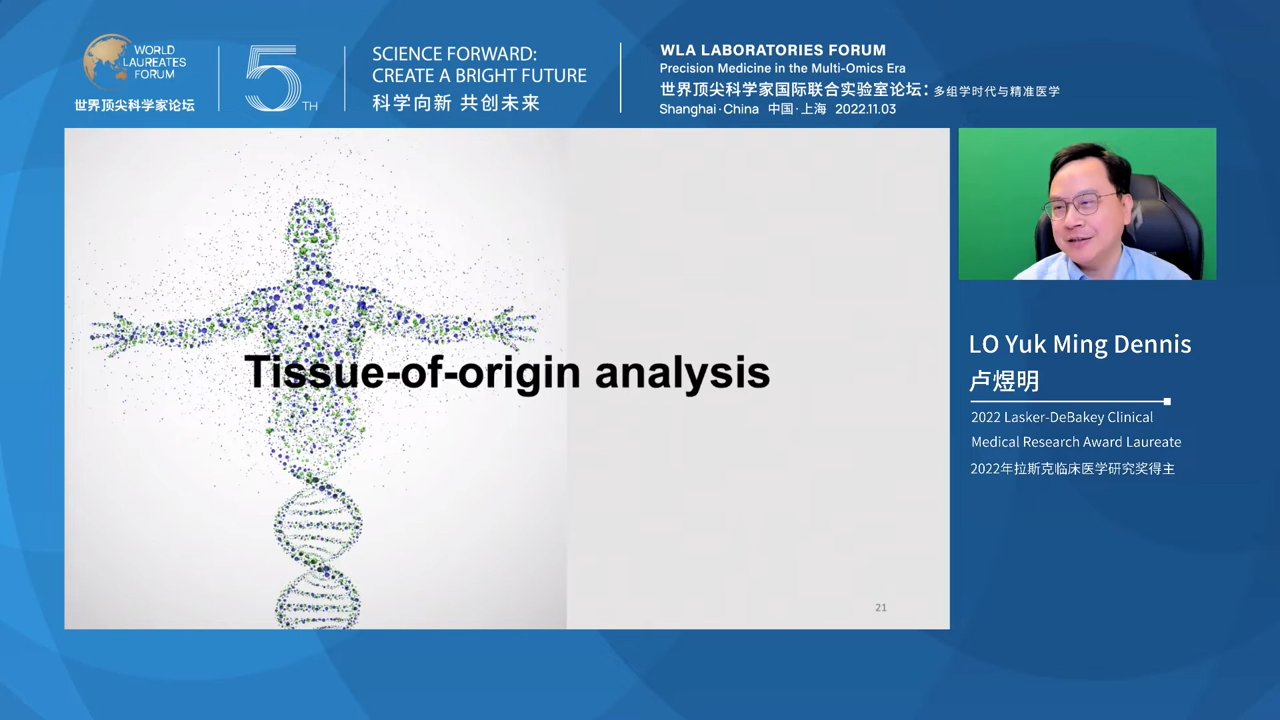 WORLD
LAUREATES
FORUM
世界顶尖科学家论坛
5TH
SCIENCE FORWARD:
CREATE A BRIGHT FUTURE
科学向新 共创未来
WLA LABORATORIES FORUM
Precision Medicine in the Multi-Omics Era
世界顶尖科学家国际联合实验室论坛：多组学时代与精准医学
Shanghai·China 中国·上海 2022.11.03
Tissue-of-origin analysis
21
LO Yuk Ming Dennis
卢煜明
2022 Lasker-DeBakey Clinical
Medical Research Award Laureate
2022年拉斯克临床医学研究奖得主